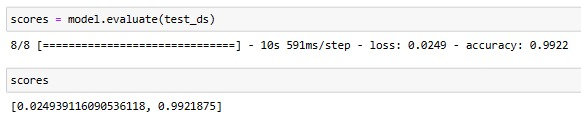 scores = model.evaluate(test_ds)
8/8 [==============================] - 10s 591ms/step - loss: 0.0249 - accuracy: 0.9922
scores
[0.024939116090536118, 0.9921875]